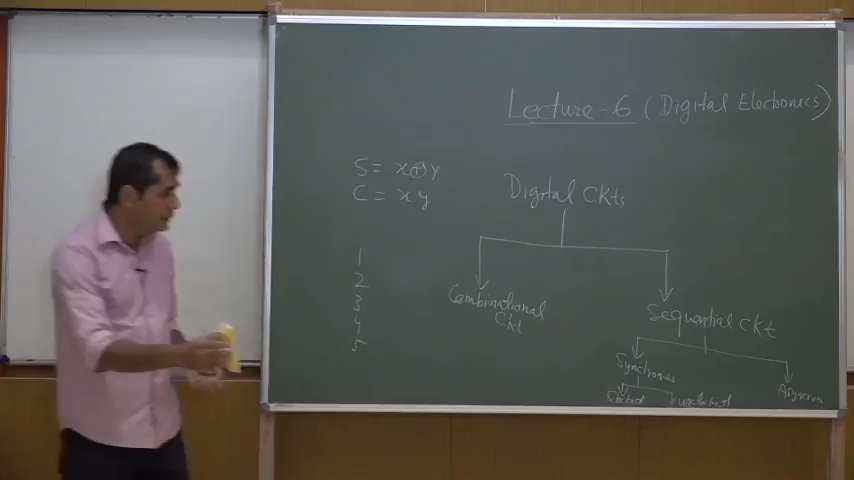 Lecture-6 (Digital Electronics)
S = x⊕y
C = xy
Digital Ckts
1
2
3
4
5
Combinational
Ckt
Sequential Ckt
Synchronous
Asynchron
Clocked
unclocked